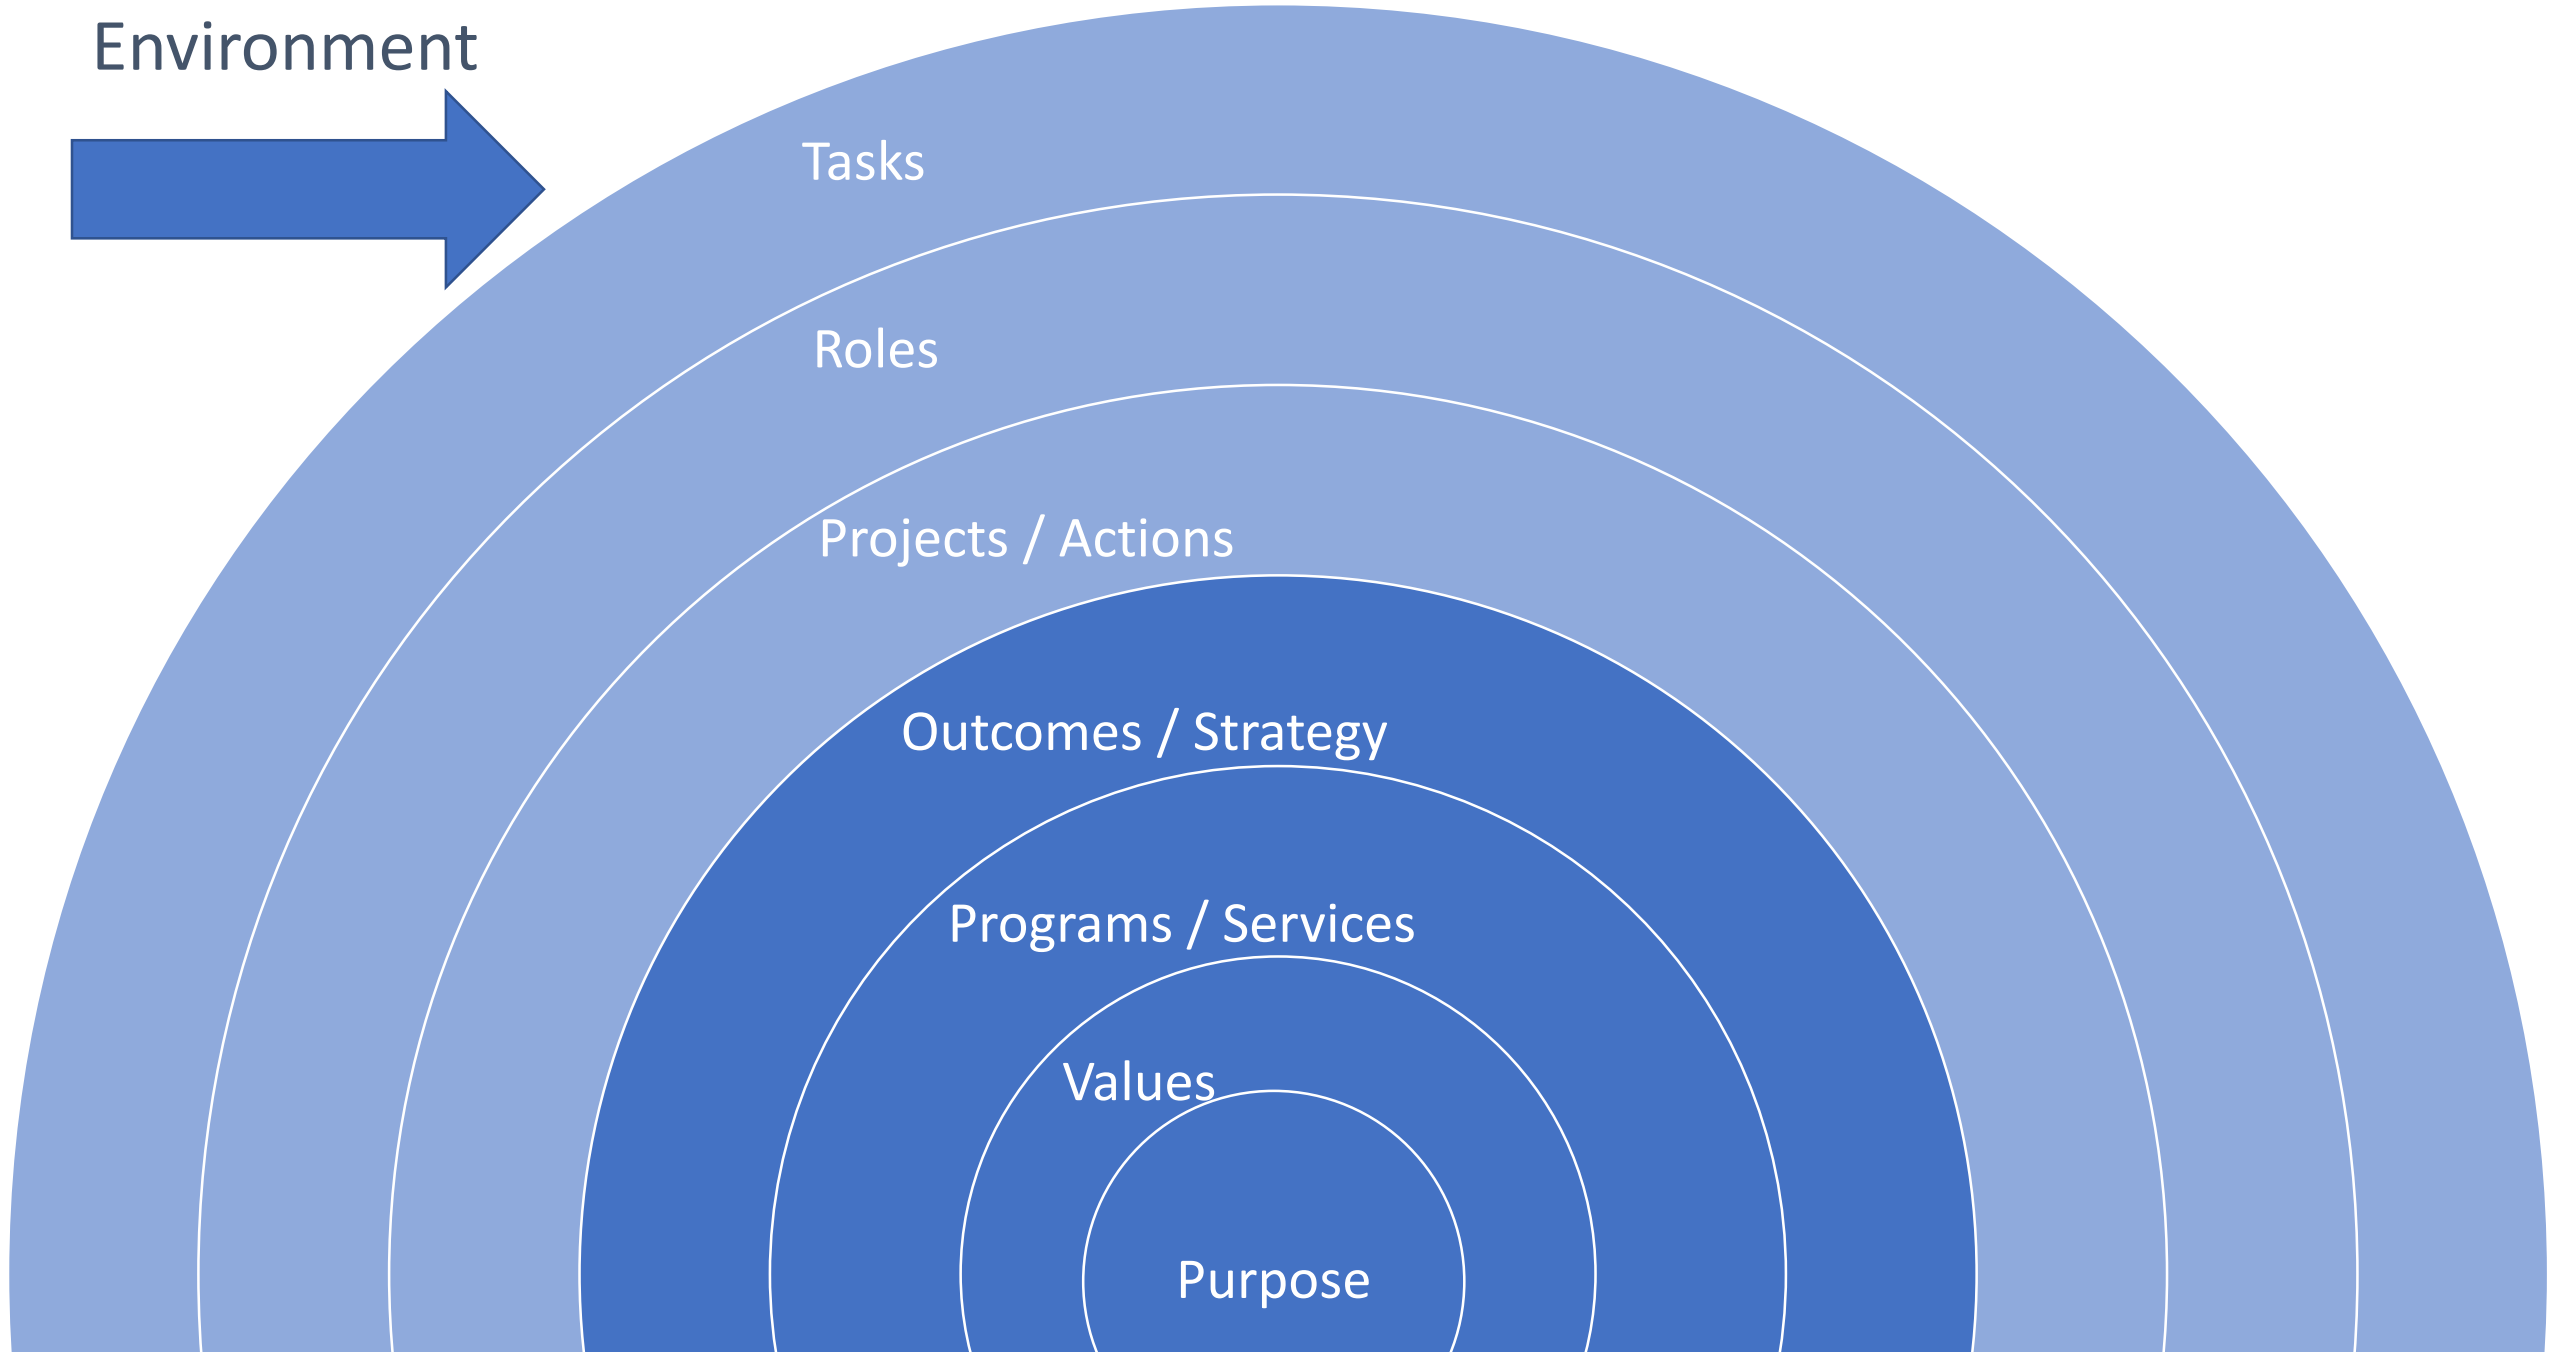 Environment
Tasks
Roles
Projects / Actions
Outcomes / Strategy
Programs / Services
Values
Purpose